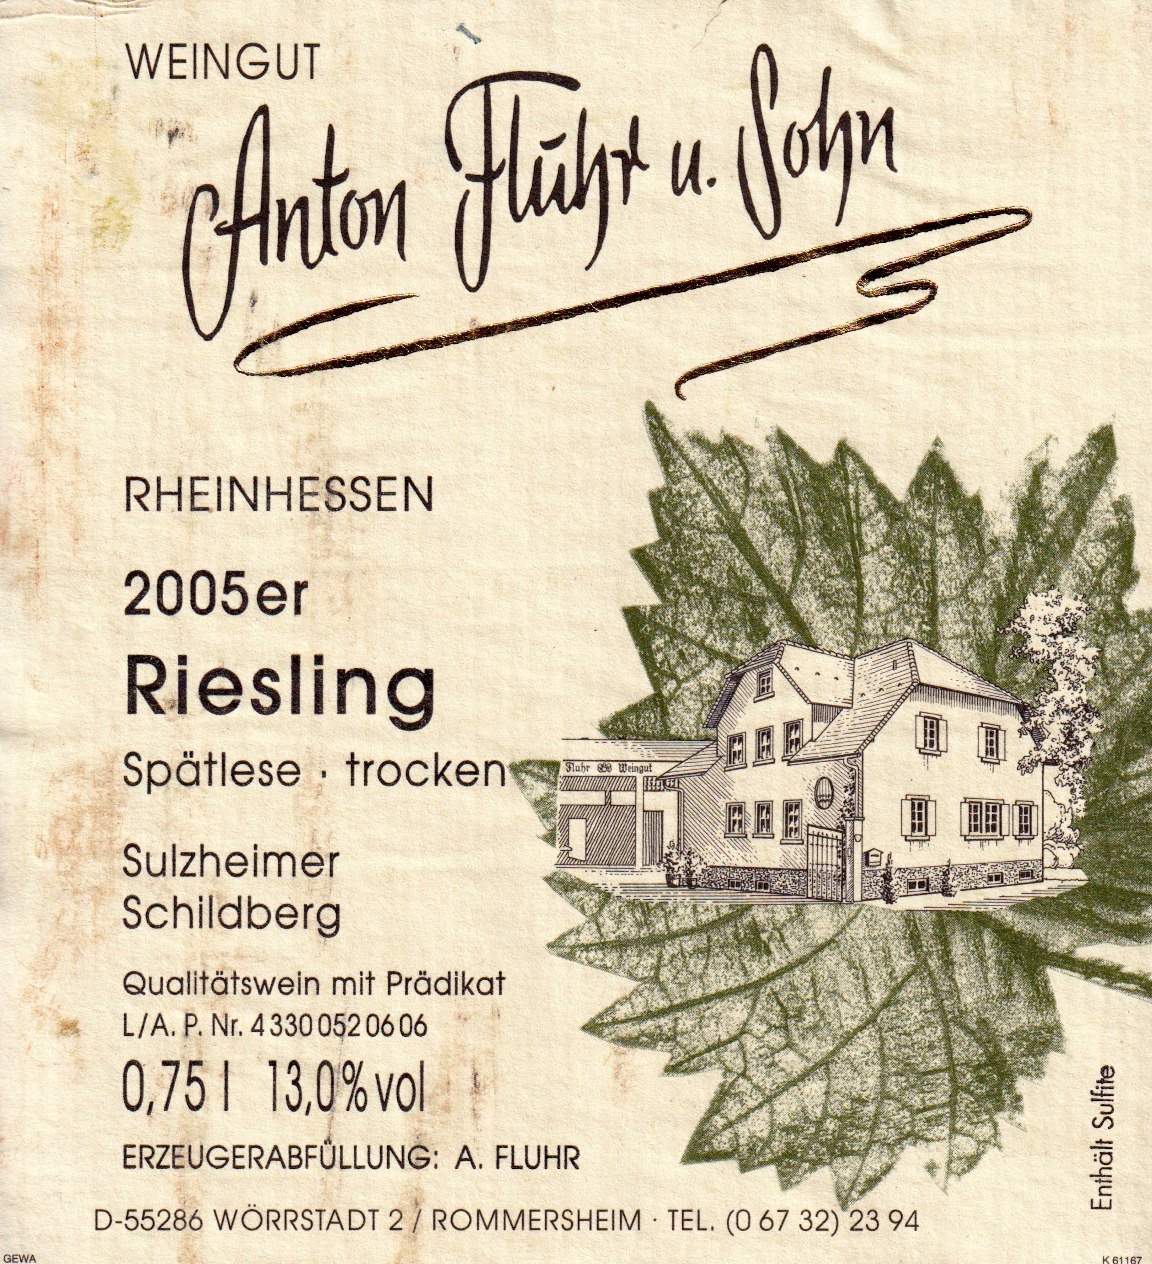 WEINGUT
Anton Fluhr u. Sohn
RHEINHESSEN
2005er
Riesling
Spätlese · trocken
Fluhr Weingut
Sulzheimer
Schildberg
Qualitätswein mit Prädikat
L/A. P. Nr. 4 330 052 06 06
0,75 l 13,0% vol
ERZEUGERABFÜLLUNG: A. FLUHR
D-55286 WÖRRSTADT 2 / ROMMERSHEIM · TEL. (0 67 32) 23 94
Enthält Sulfite
GEWA
K 61167